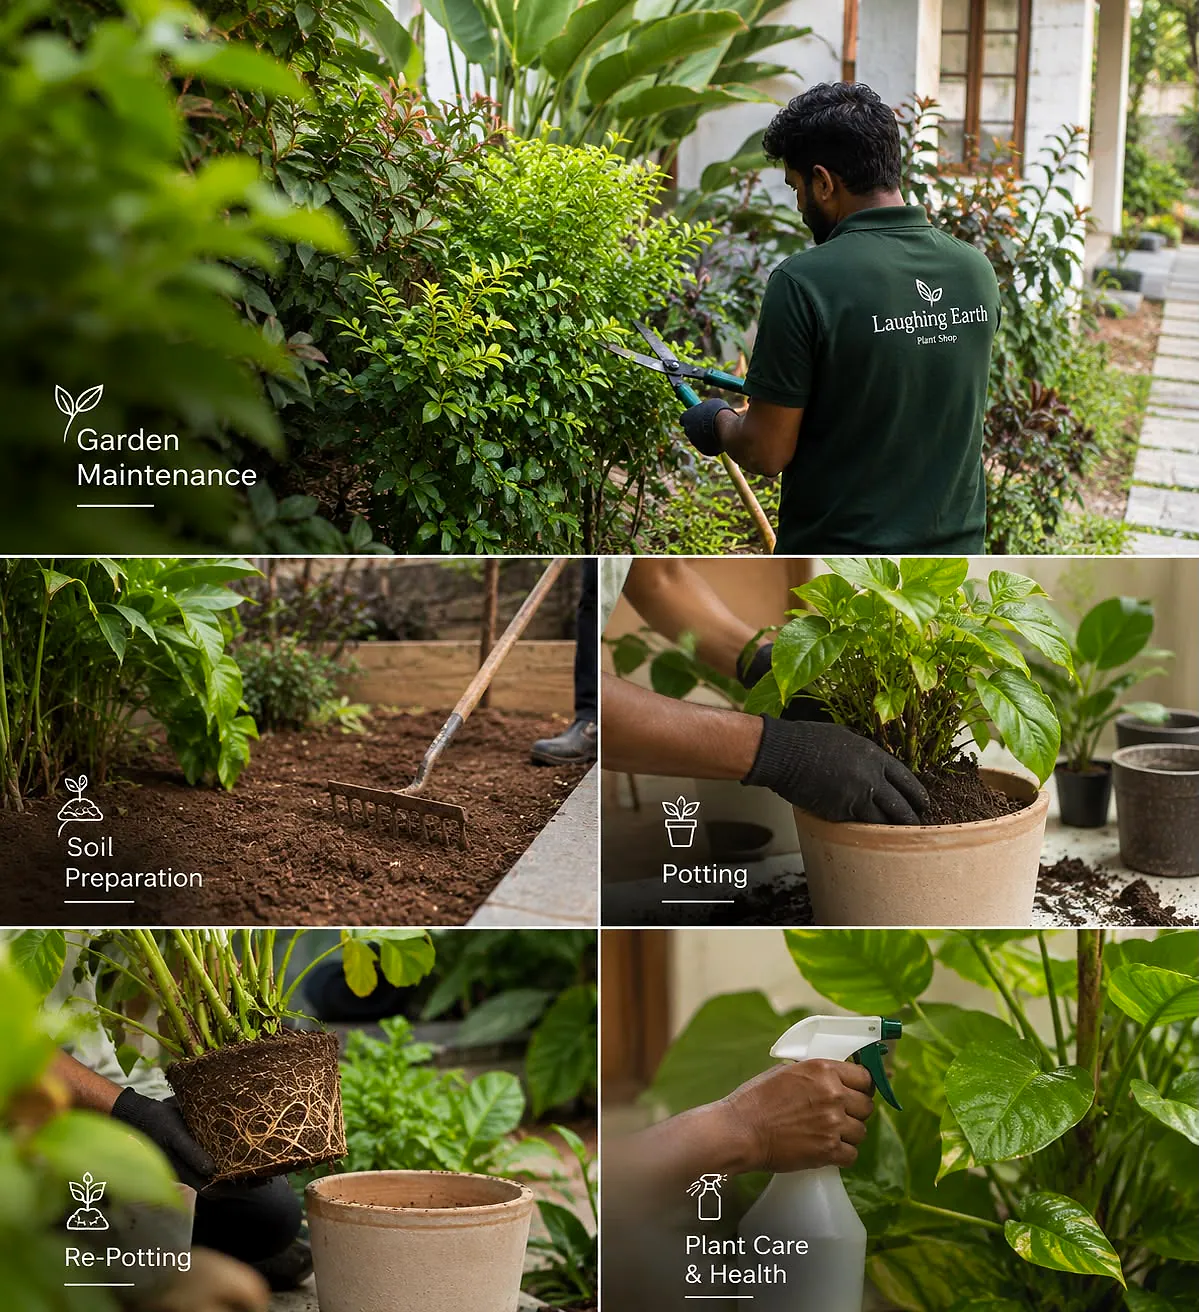 Laughing Earth
Plant Shop
Garden
Maintenance
Soil
Preparation
Potting
Re-Potting
Plant Care
& Health